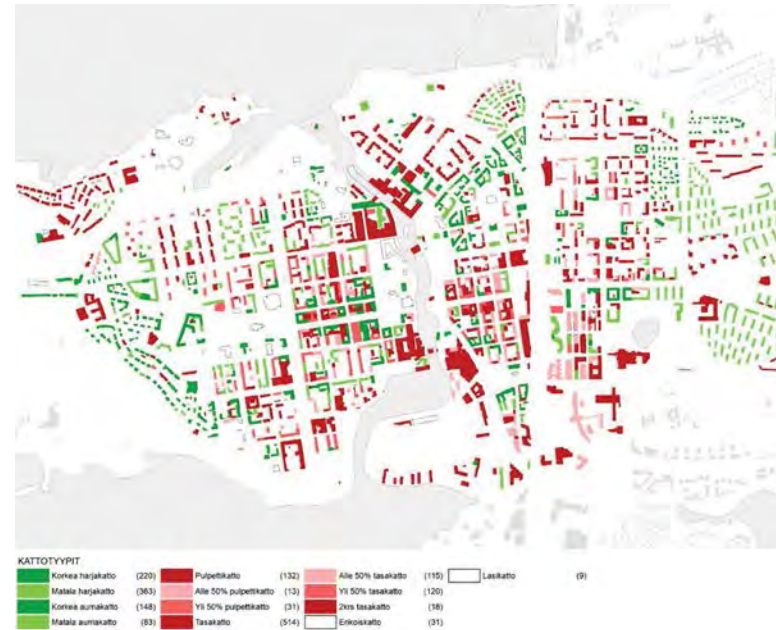 KATTOTYYPIT
Korkea harjakatto (220) Pulpettikatto (132) Alle 50% tasakatto (115) Lasikatto (9)
Matala harjakatto (363) Alle 50% pulpettikatto (13) Yli 50% tasakatto (120)
Korkea aumakatto (148) Yli 50% pulpettikatto (31) 2krs tasakatto (18)
Matala aumakatto (83) Tasakatto (514) Erikoiskatto (31)